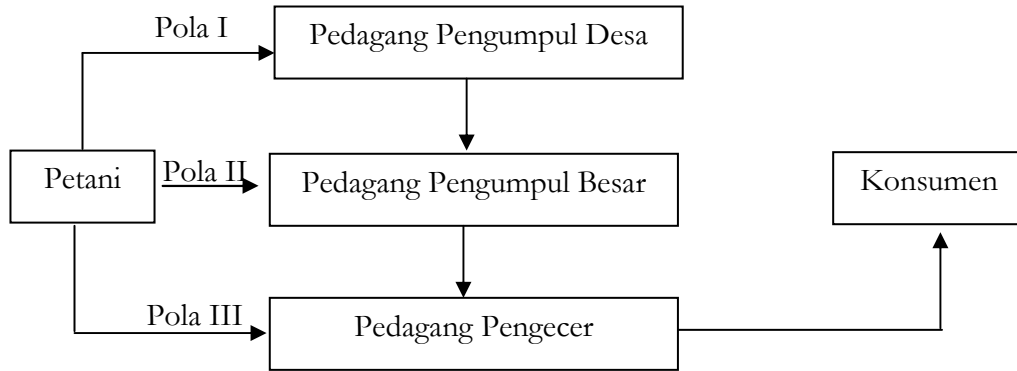 Pola I
Pedagang Pengumpul Desa
Petani
Pola II
Pedagang Pengumpul Besar
Konsumen
Pola III
Pedagang Pengecer